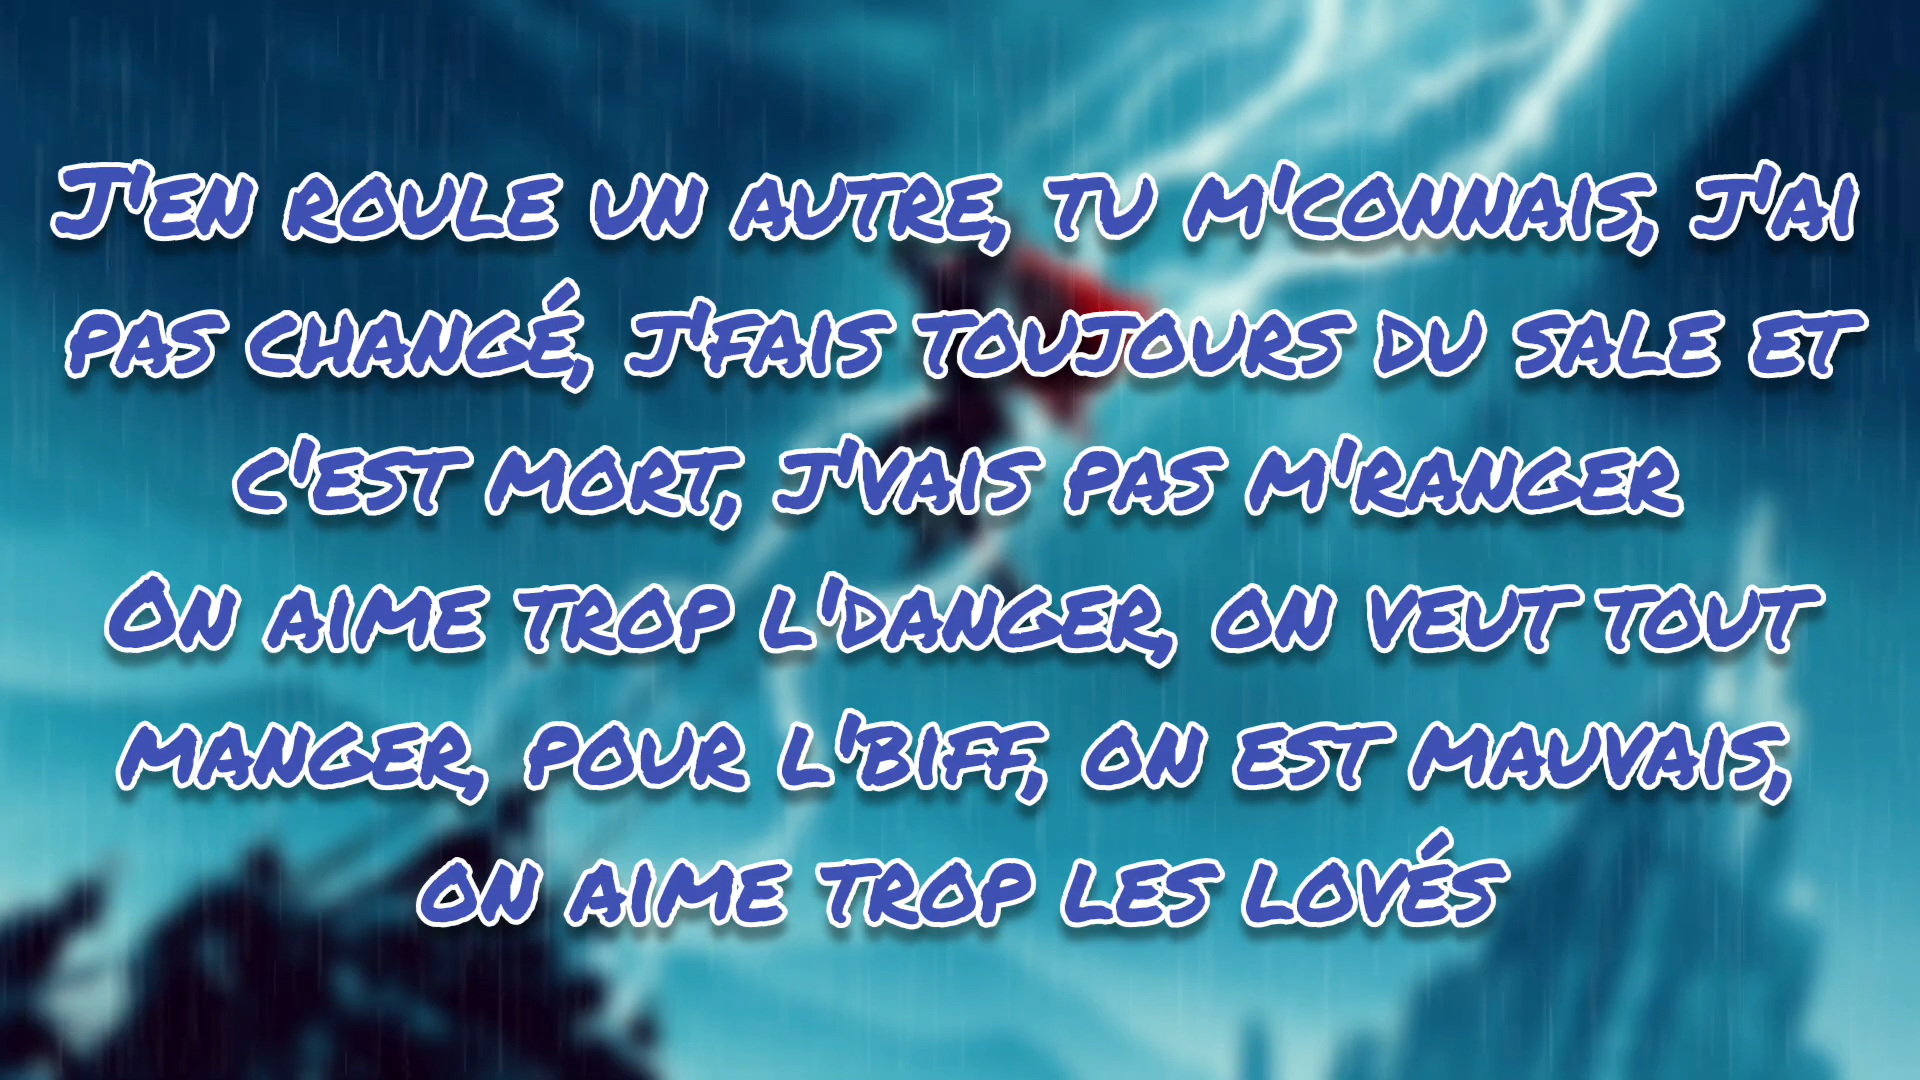 J'en roule un autre, tu m'connais, j'ai
pas changé, j'fais toujours du sale et
c'est mort, j'vais pas m'ranger
On aime trop l'danger, on veut tout
manger, pour l'biff, on est mauvais,
on aime trop les lovés